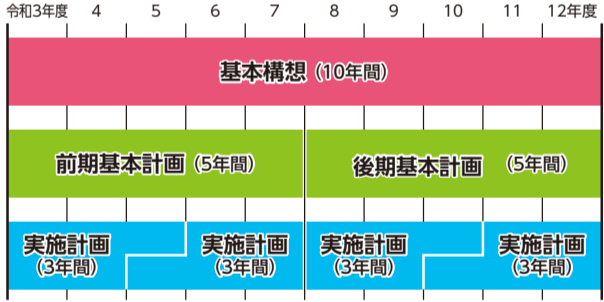 令和3年度 4 5 6 7 8 9 10 11 12年度
基本構想（10年間）
前期基本計画（5年間） 後期基本計画 （5年間）
実施計画 実施計画 実施計画 実施計画
（3年間） （3年間） （3年間） （3年間）